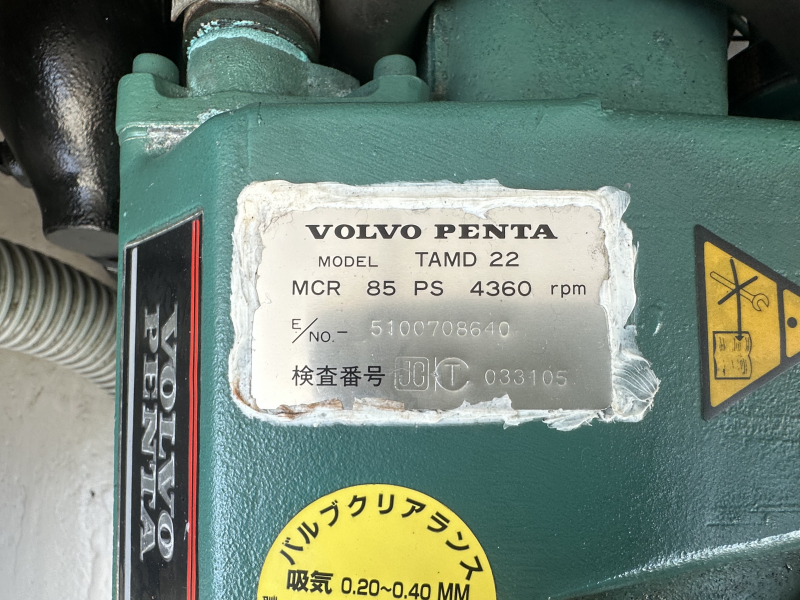 VOLVO PENTA
MODEL TAMD 22
MCR 85 PS 4360 rpm
E/NO.- 5100708640
検査番号 JCI T 033105
VOLVO
PENTA
バルブクリアランス
吸気 0.20~0.40 MM